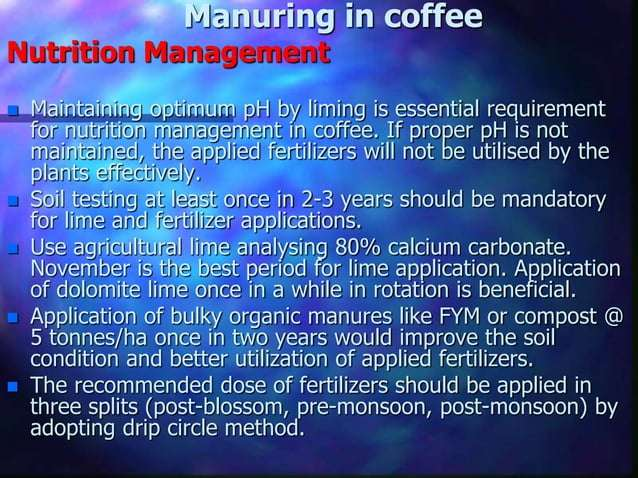 Manuring in coffee
Nutrition Management
Maintaining optimum pH by liming is essential requirement
for nutrition management in coffee. If proper pH is not
maintained, the applied fertilizers will not be utilised by the
plants effectively.
Soil testing at least once in 2-3 years should be mandatory
for lime and fertilizer applications.
Use agricultural lime analysing 80% calcium carbonate.
November is the best period for lime application. Application
of dolomite lime once in a while in rotation is beneficial.
Application of bulky organic manures like FYM or compost @
5 tonnes/ha once in two years would improve the soil
condition and better utilization of applied fertilizers.
The recommended dose of fertilizers should be applied in
three splits (post-blossom, pre-monsoon, post-monsoon) by
adopting drip circle method.